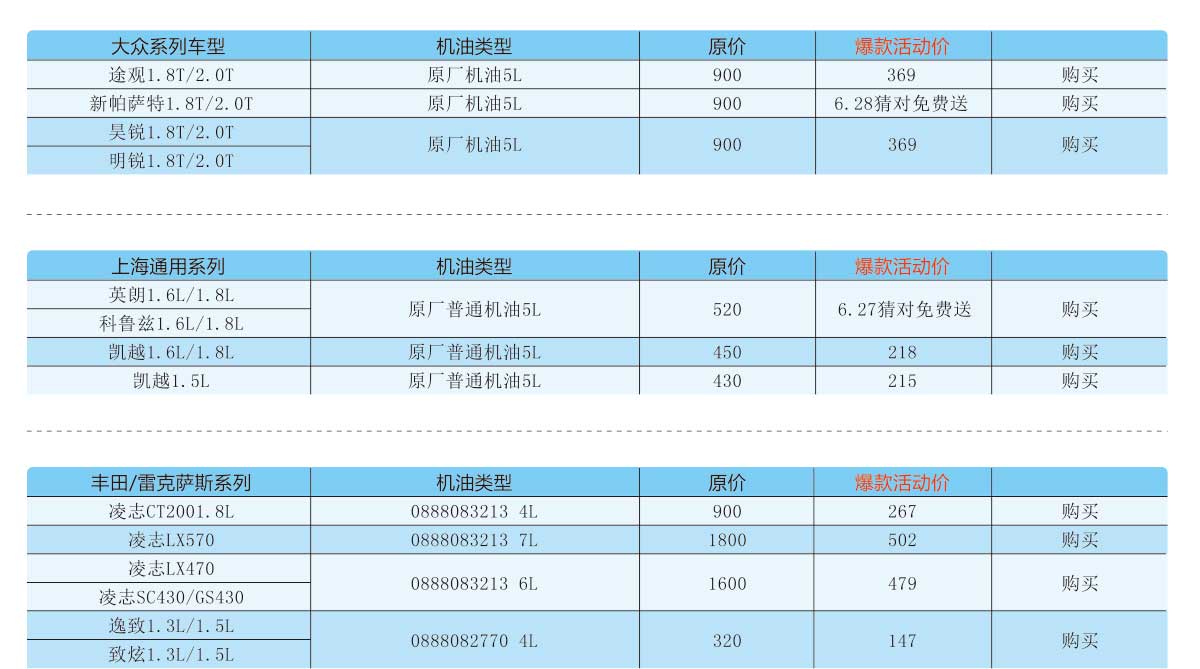 大众系列车型 机油类型 原价 爆款活动价
途观1.8T/2.0T 原厂机油5L 900 369 购买
新帕萨特1.8T/2.0T 原厂机油5L 900 6.28猜对免费送 购买
昊锐1.8T/2.0T
原厂机油5L 900 369 购买
明锐1.8T/2.0T
上海通用系列 机油类型 原价 爆款活动价
英朗1.6L/1.8L
原厂普通机油5L 520 6.27猜对免费送 购买
科鲁兹1.6L/1.8L
凯越1.6L/1.8L 原厂普通机油5L 450 218 购买
凯越1.5L 原厂普通机油5L 430 215 购买
丰田/雷克萨斯系列 机油类型 原价 爆款活动价
凌志CT2001.8L 0888083213 4L 900 267 购买
凌志LX570 0888083213 7L 1800 502 购买
凌志LX470
0888083213 6L 1600 479 购买
凌志SC430/GS430
逸致1.3L/1.5L
0888082770 4L 320 147 购买
致炫1.3L/1.5L